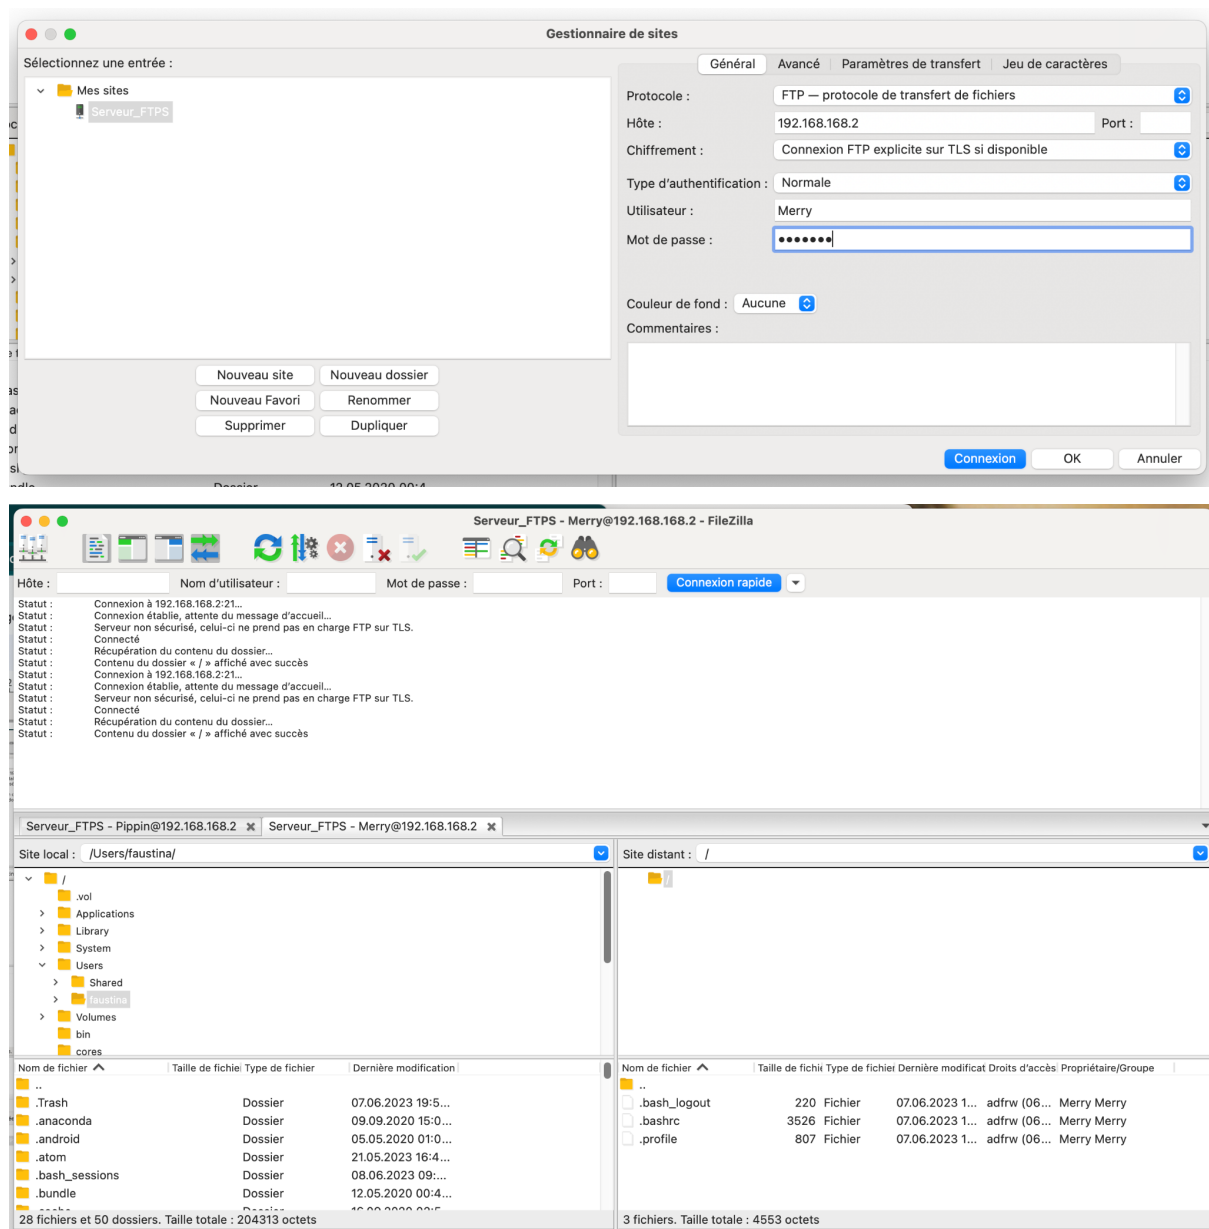 Gestionnaire de sites
Sélectionnez une entrée :
Mes sites
Serveur_FTPS
Nouveau site Nouveau dossier
Nouveau Favori Renommer
Supprimer Dupliquer
Général Avancé Paramètres de transfert Jeu de caractères
Protocole : FTP — protocole de transfert de fichiers
Hôte : 192.168.168.2 Port :
Chiffrement : Connexion FTP explicite sur TLS si disponible
Type d'authentification : Normale
Utilisateur : Merry
Mot de passe : •••••••
Couleur de fond : Aucune
Commentaires :
Connexion OK Annuler
Dossier 12.05.2020 00:4
Serveur_FTPS - Merry@192.168.168.2 - FileZilla
Hôte : Nom d'utilisateur : Mot de passe : Port : Connexion rapide
Statut : Connexion à 192.168.168.2:21...
Statut : Connexion établie, attente du message d'accueil...
Statut : Serveur non sécurisé, celui-ci ne prend pas en charge FTP sur TLS.
Statut : Connecté
Statut : Récupération du contenu du dossier...
Statut : Contenu du dossier « / » affiché avec succès
Statut : Connexion à 192.168.168.2:21...
Statut : Connexion établie, attente du message d'accueil...
Statut : Serveur non sécurisé, celui-ci ne prend pas en charge FTP sur TLS.
Statut : Connecté
Statut : Récupération du contenu du dossier...
Statut : Contenu du dossier « / » affiché avec succès
Serveur_FTPS - Pippin@192.168.168.2 Serveur_FTPS - Merry@192.168.168.2
Site local : /Users/faustina/
/
.vol
Applications
Library
System
Users
Shared
faustina
Volumes
bin
cores
Nom de fichier Taille de fichie Type de fichier Dernière modification
..
.Trash Dossier 07.06.2023 19:5...
.anaconda Dossier 09.09.2020 15:0...
.android Dossier 05.05.2020 01:0...
.atom Dossier 21.05.2023 16:4...
.bash_sessions Dossier 08.06.2023 09:...
.bundle Dossier 12.05.2020 00:4...
28 fichiers et 50 dossiers. Taille totale : 204313 octets
Site distant : /
/
Nom de fichier Taille de fichi Type de fichier Dernière modificat Droits d'accès Propriétaire/Groupe
..
.bash_logout 220 Fichier 07.06.2023 1... adfrw (06... Merry Merry
.bashrc 3526 Fichier 07.06.2023 1... adfrw (06... Merry Merry
.profile 807 Fichier 07.06.2023 1... adfrw (06... Merry Merry
3 fichiers. Taille totale : 4553 octets